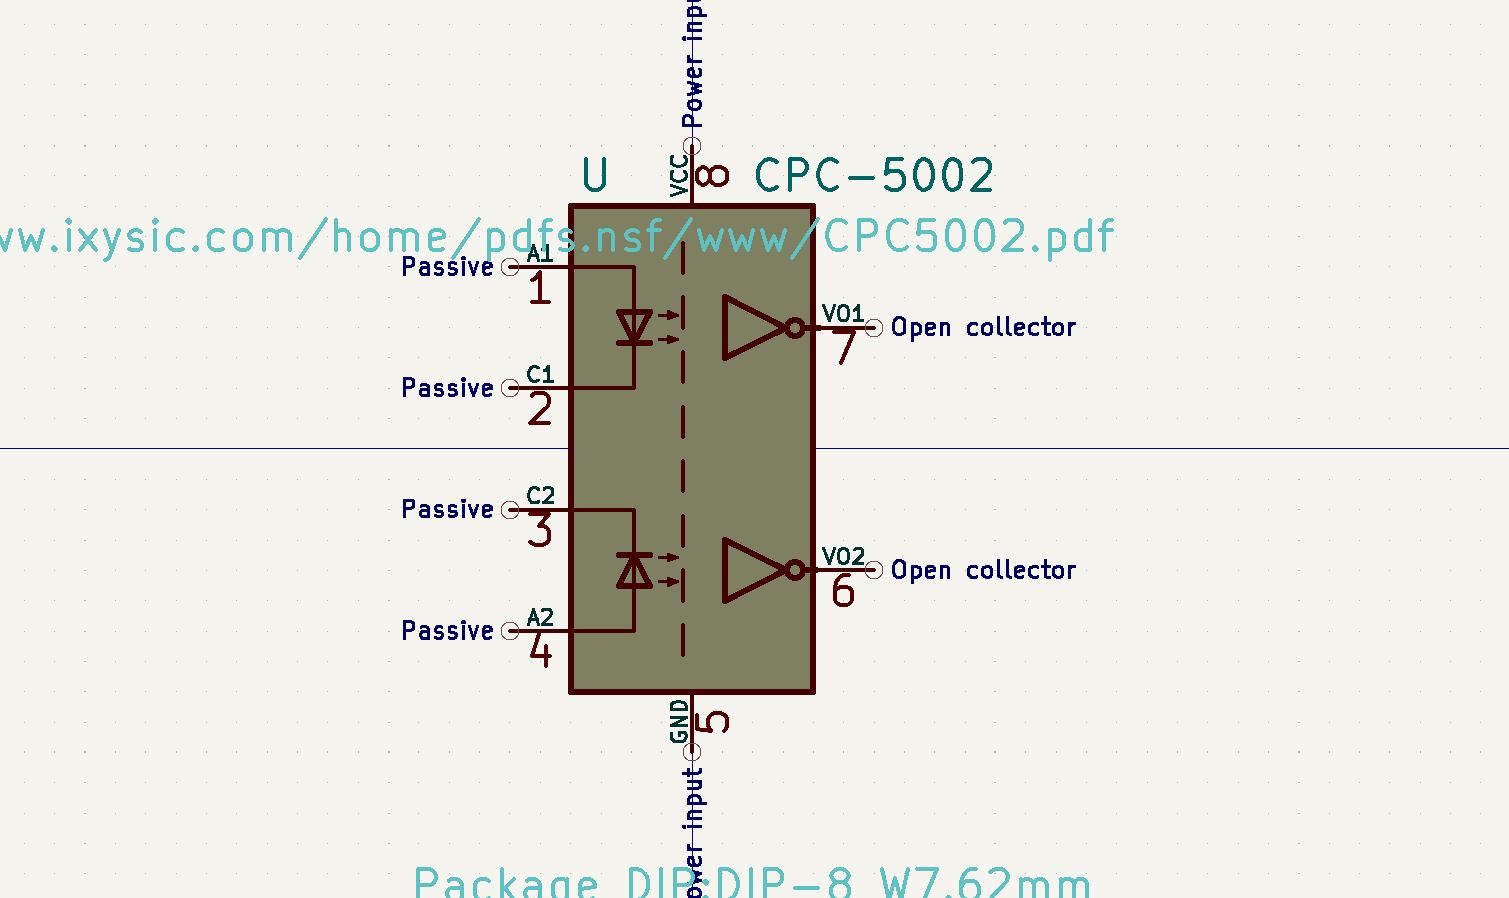 Power inpu
VCC
8
U
CPC-5002
ww.ixysic.com/home/pdfs.nsf/www/CPC5002.pdf
Passive
A1
1
VO1
7
Open collector
Passive
C1
2
Passive
C2
3
VO2
6
Open collector
Passive
A2
4
GND
5
ower input
Package_DIP:DIP-8_W7.62mm